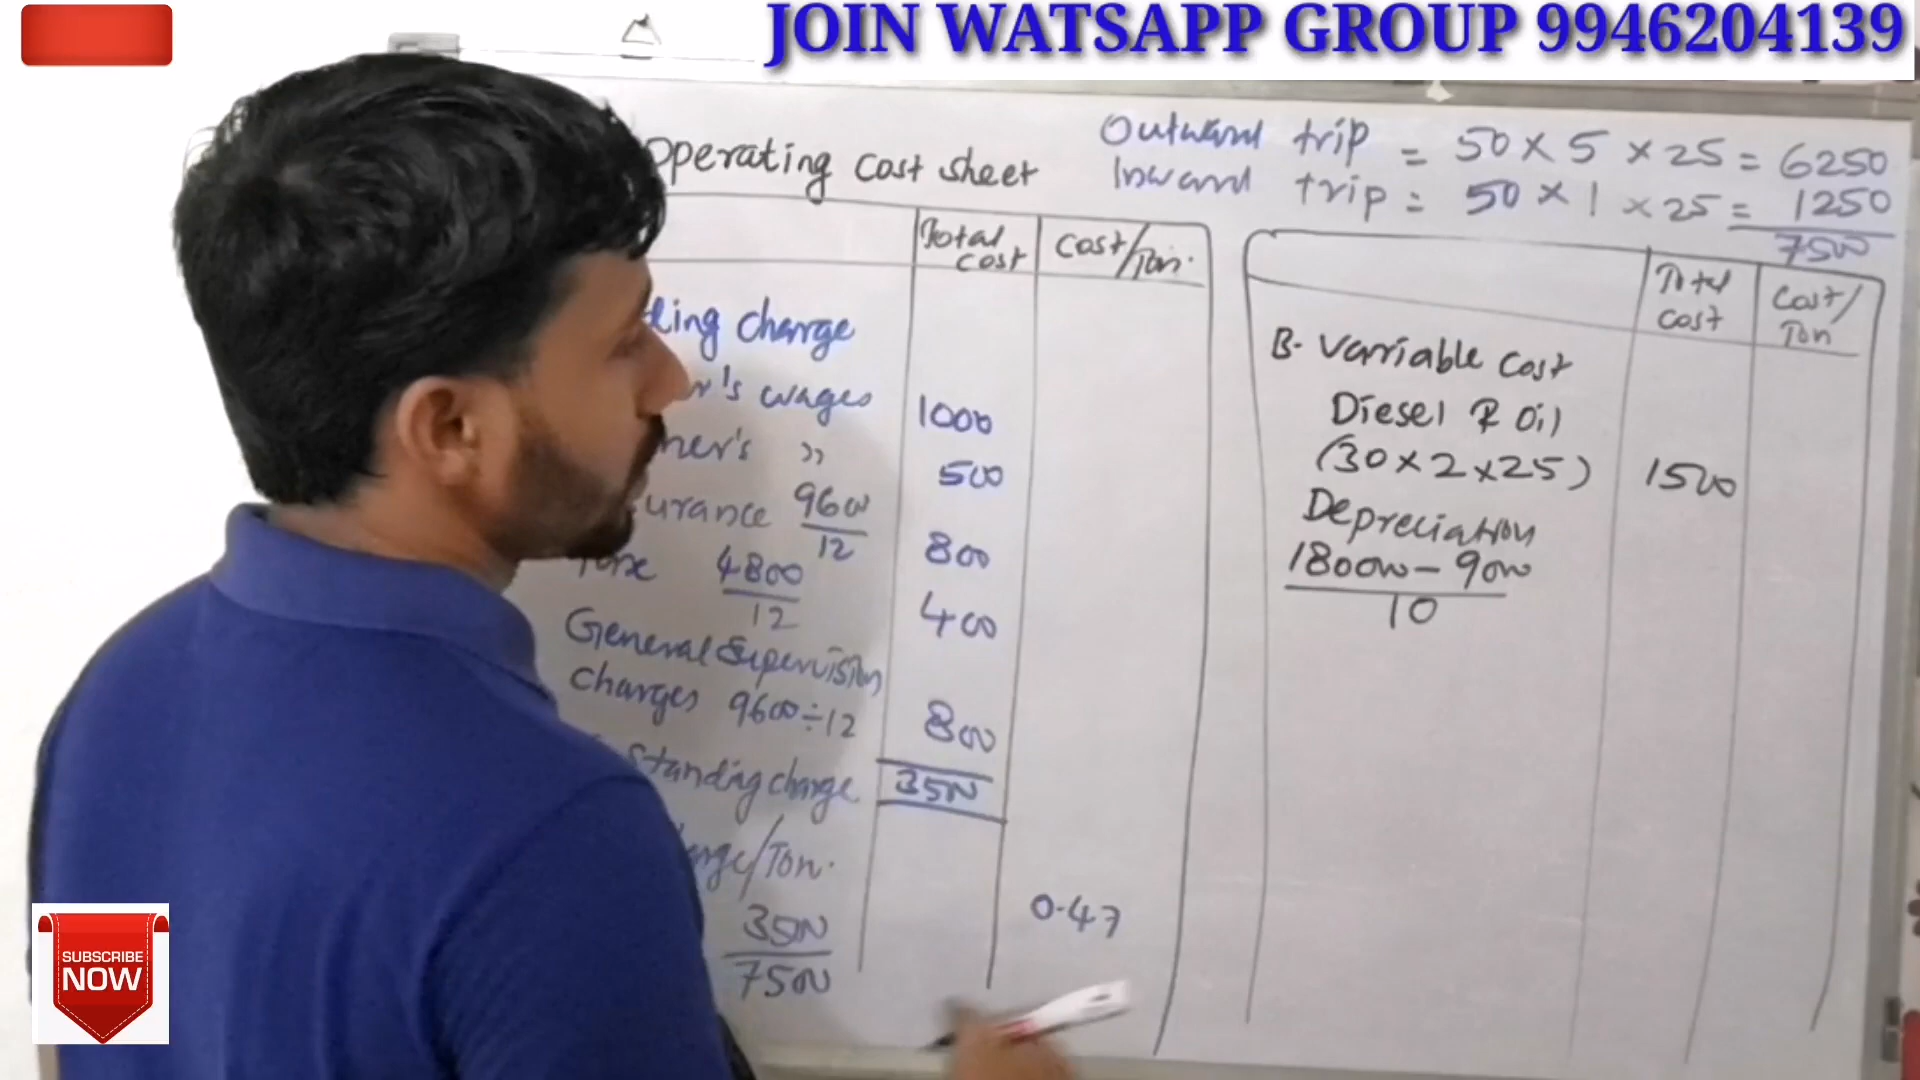 JOIN WATSAPP GROUP 9946204139
Operating Cost sheet
Outward trip = 50 × 5 × 25 = 6250
Inward trip = 50 × 1 × 25 = 1250
7500
Total cost
Cost/Ton.
ding charge
r's wages 1000
ner's " 500
urance 9600/12 800
Tax 4800/12 400
General Supervision
Charges 9600÷12 800
Standing charge 3500
arge/Ton.
3500/7500 0.47
Total cost
Cost/Ton
B. Variable Cost
Diesel & Oil
(30×2×25) 1500
Depreciation
18000 - 9000
10
SUBSCRIBE
NOW